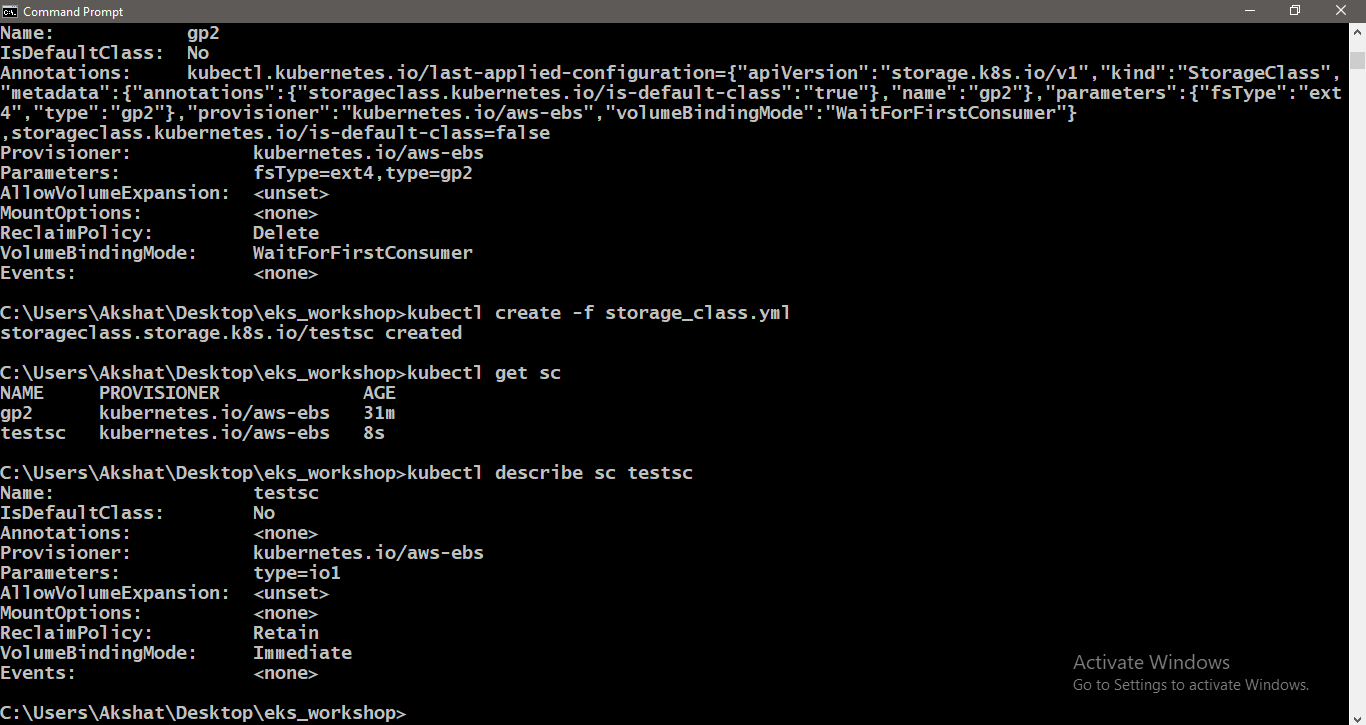 Command Prompt
Name:            gp2
IsDefaultClass:  No
Annotations:     kubectl.kubernetes.io/last-applied-configuration={"apiVersion":"storage.k8s.io/v1","kind":"StorageClass",
"metadata":{"annotations":{"storageclass.kubernetes.io/is-default-class":"true"},"name":"gp2"},"parameters":{"fsType":"ext
4","type":"gp2"},"provisioner":"kubernetes.io/aws-ebs","volumeBindingMode":"WaitForFirstConsumer"}
,storageclass.kubernetes.io/is-default-class=false
Provisioner:           kubernetes.io/aws-ebs
Parameters:            fsType=ext4,type=gp2
AllowVolumeExpansion:  <unset>
MountOptions:          <none>
ReclaimPolicy:         Delete
VolumeBindingMode:     WaitForFirstConsumer
Events:                <none>
C:\Users\Akshat\Desktop\eks_workshop>kubectl create -f storage_class.yml
storageclass.storage.k8s.io/testsc created
C:\Users\Akshat\Desktop\eks_workshop>kubectl get sc
NAME     PROVISIONER             AGE
gp2      kubernetes.io/aws-ebs   31m
testsc   kubernetes.io/aws-ebs   8s
C:\Users\Akshat\Desktop\eks_workshop>kubectl describe sc testsc
Name:                  testsc
IsDefaultClass:        No
Annotations:           <none>
Provisioner:           kubernetes.io/aws-ebs
Parameters:            type=io1
AllowVolumeExpansion:  <unset>
MountOptions:          <none>
ReclaimPolicy:         Retain
VolumeBindingMode:     Immediate
Events:                <none>
C:\Users\Akshat\Desktop\eks_workshop>
Activate Windows
Go to Settings to activate Windows.